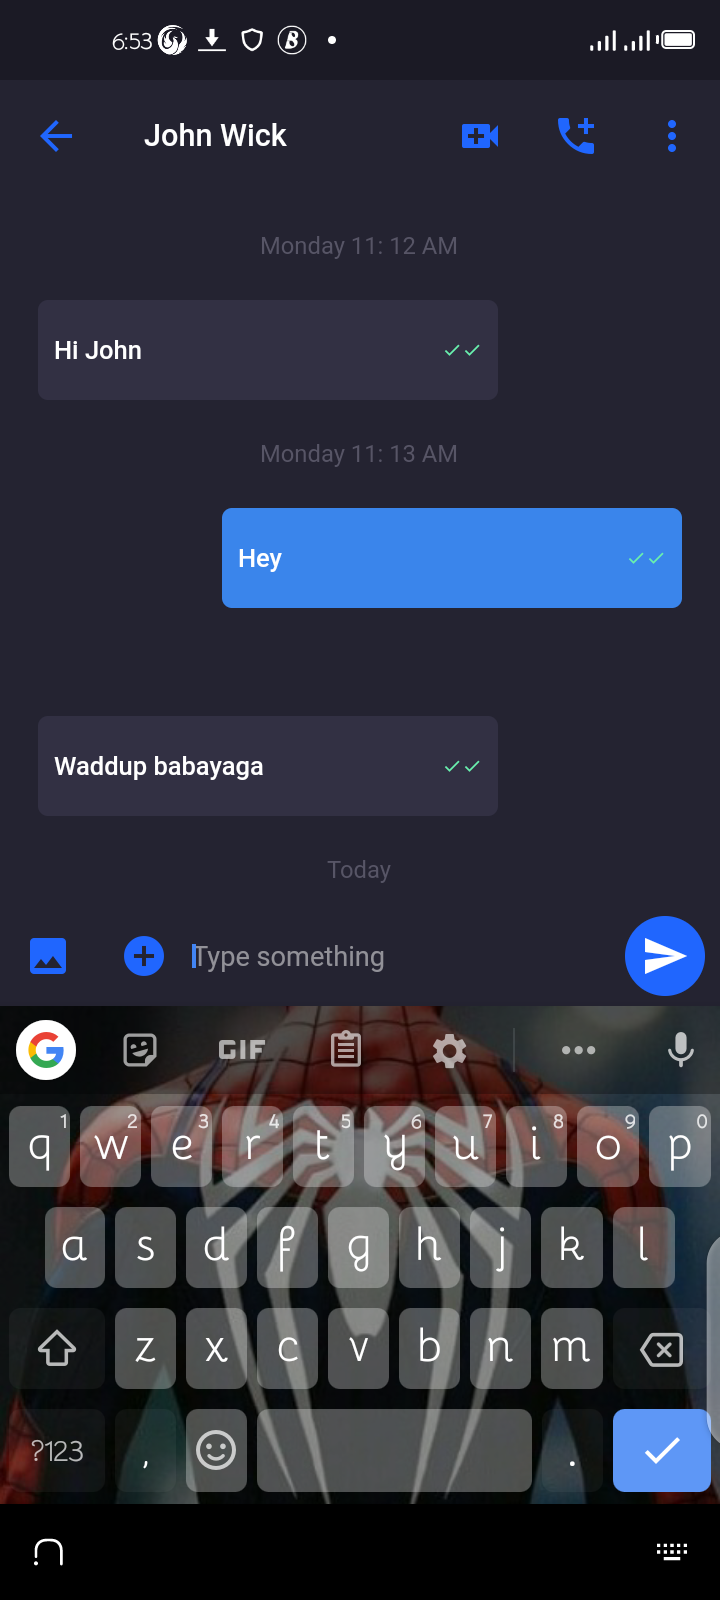 6:53
John Wick
Monday 11: 12 AM
Hi John
Monday 11: 13 AM
Hey
Waddup babayaga
Today
Type something
GIF
1 2 3 4 5 6 7 8 9 0
q w e r t y u i o p
a s d f g h j k l
z x c v b n m
?123 , .